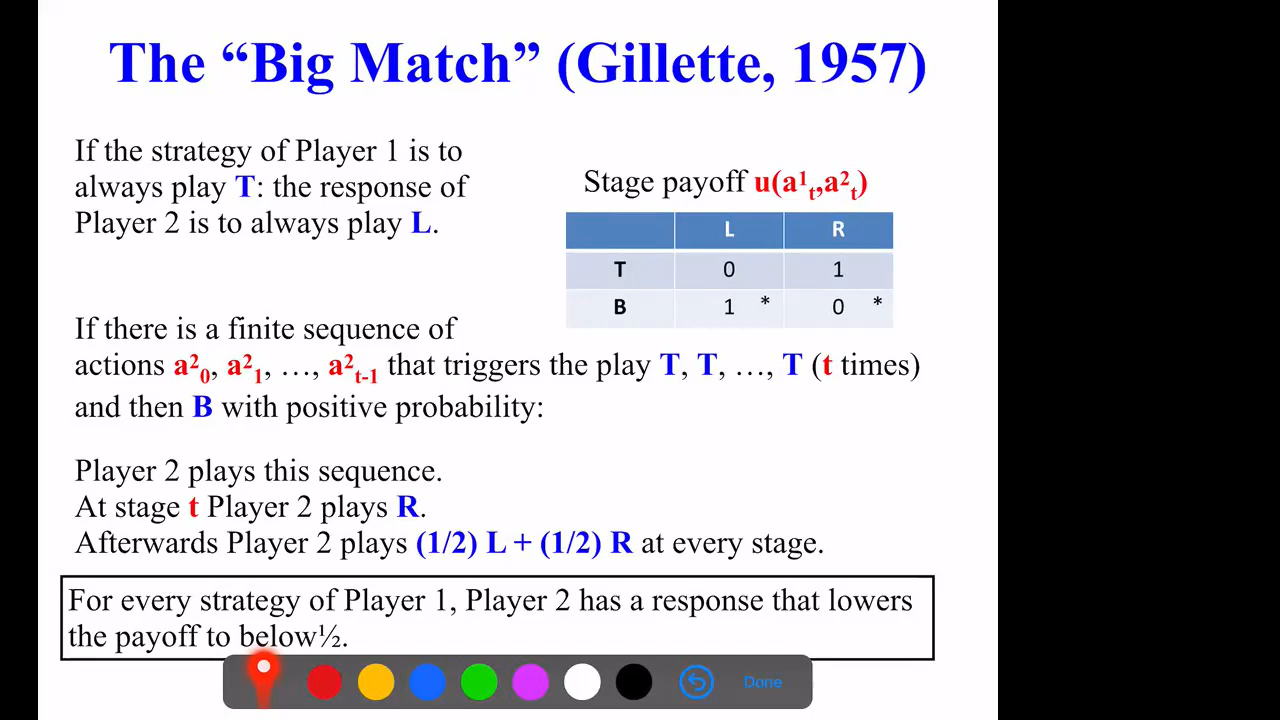 The “Big Match” (Gillette, 1957)
If the strategy of Player 1 is to
always play T: the response of
Player 2 is to always play L.
Stage payoff u(a¹ₜ,a²ₜ)
L R
T 0 1
B 1 * 0 *
If there is a finite sequence of
actions a²₀, a²₁, …, a²ₜ₋₁ that triggers the play T, T, …, T (t times)
and then B with positive probability:
Player 2 plays this sequence.
At stage t Player 2 plays R.
Afterwards Player 2 plays (1/2) L + (1/2) R at every stage.
For every strategy of Player 1, Player 2 has a response that lowers
the payoff to below½.
Done